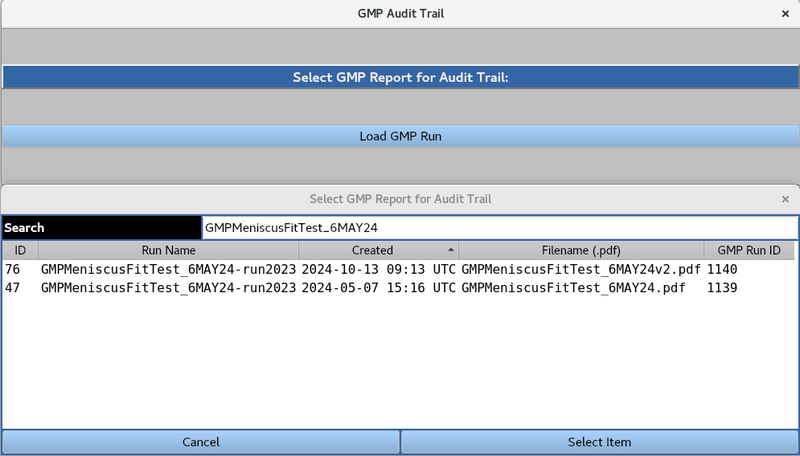 GMP Audit Trail ×
Select GMP Report for Audit Trail:
Load GMP Run
Select GMP Report for Audit Trail ×
Search GMPMeniscusFitTest_6MAY24
ID Run Name Created Filename (.pdf) GMP Run ID
76 GMPMeniscusFitTest_6MAY24-run2023 2024-10-13 09:13 UTC GMPMeniscusFitTest_6MAY24v2.pdf 1140
47 GMPMeniscusFitTest_6MAY24-run2023 2024-05-07 15:16 UTC GMPMeniscusFitTest_6MAY24.pdf 1139
Cancel Select Item